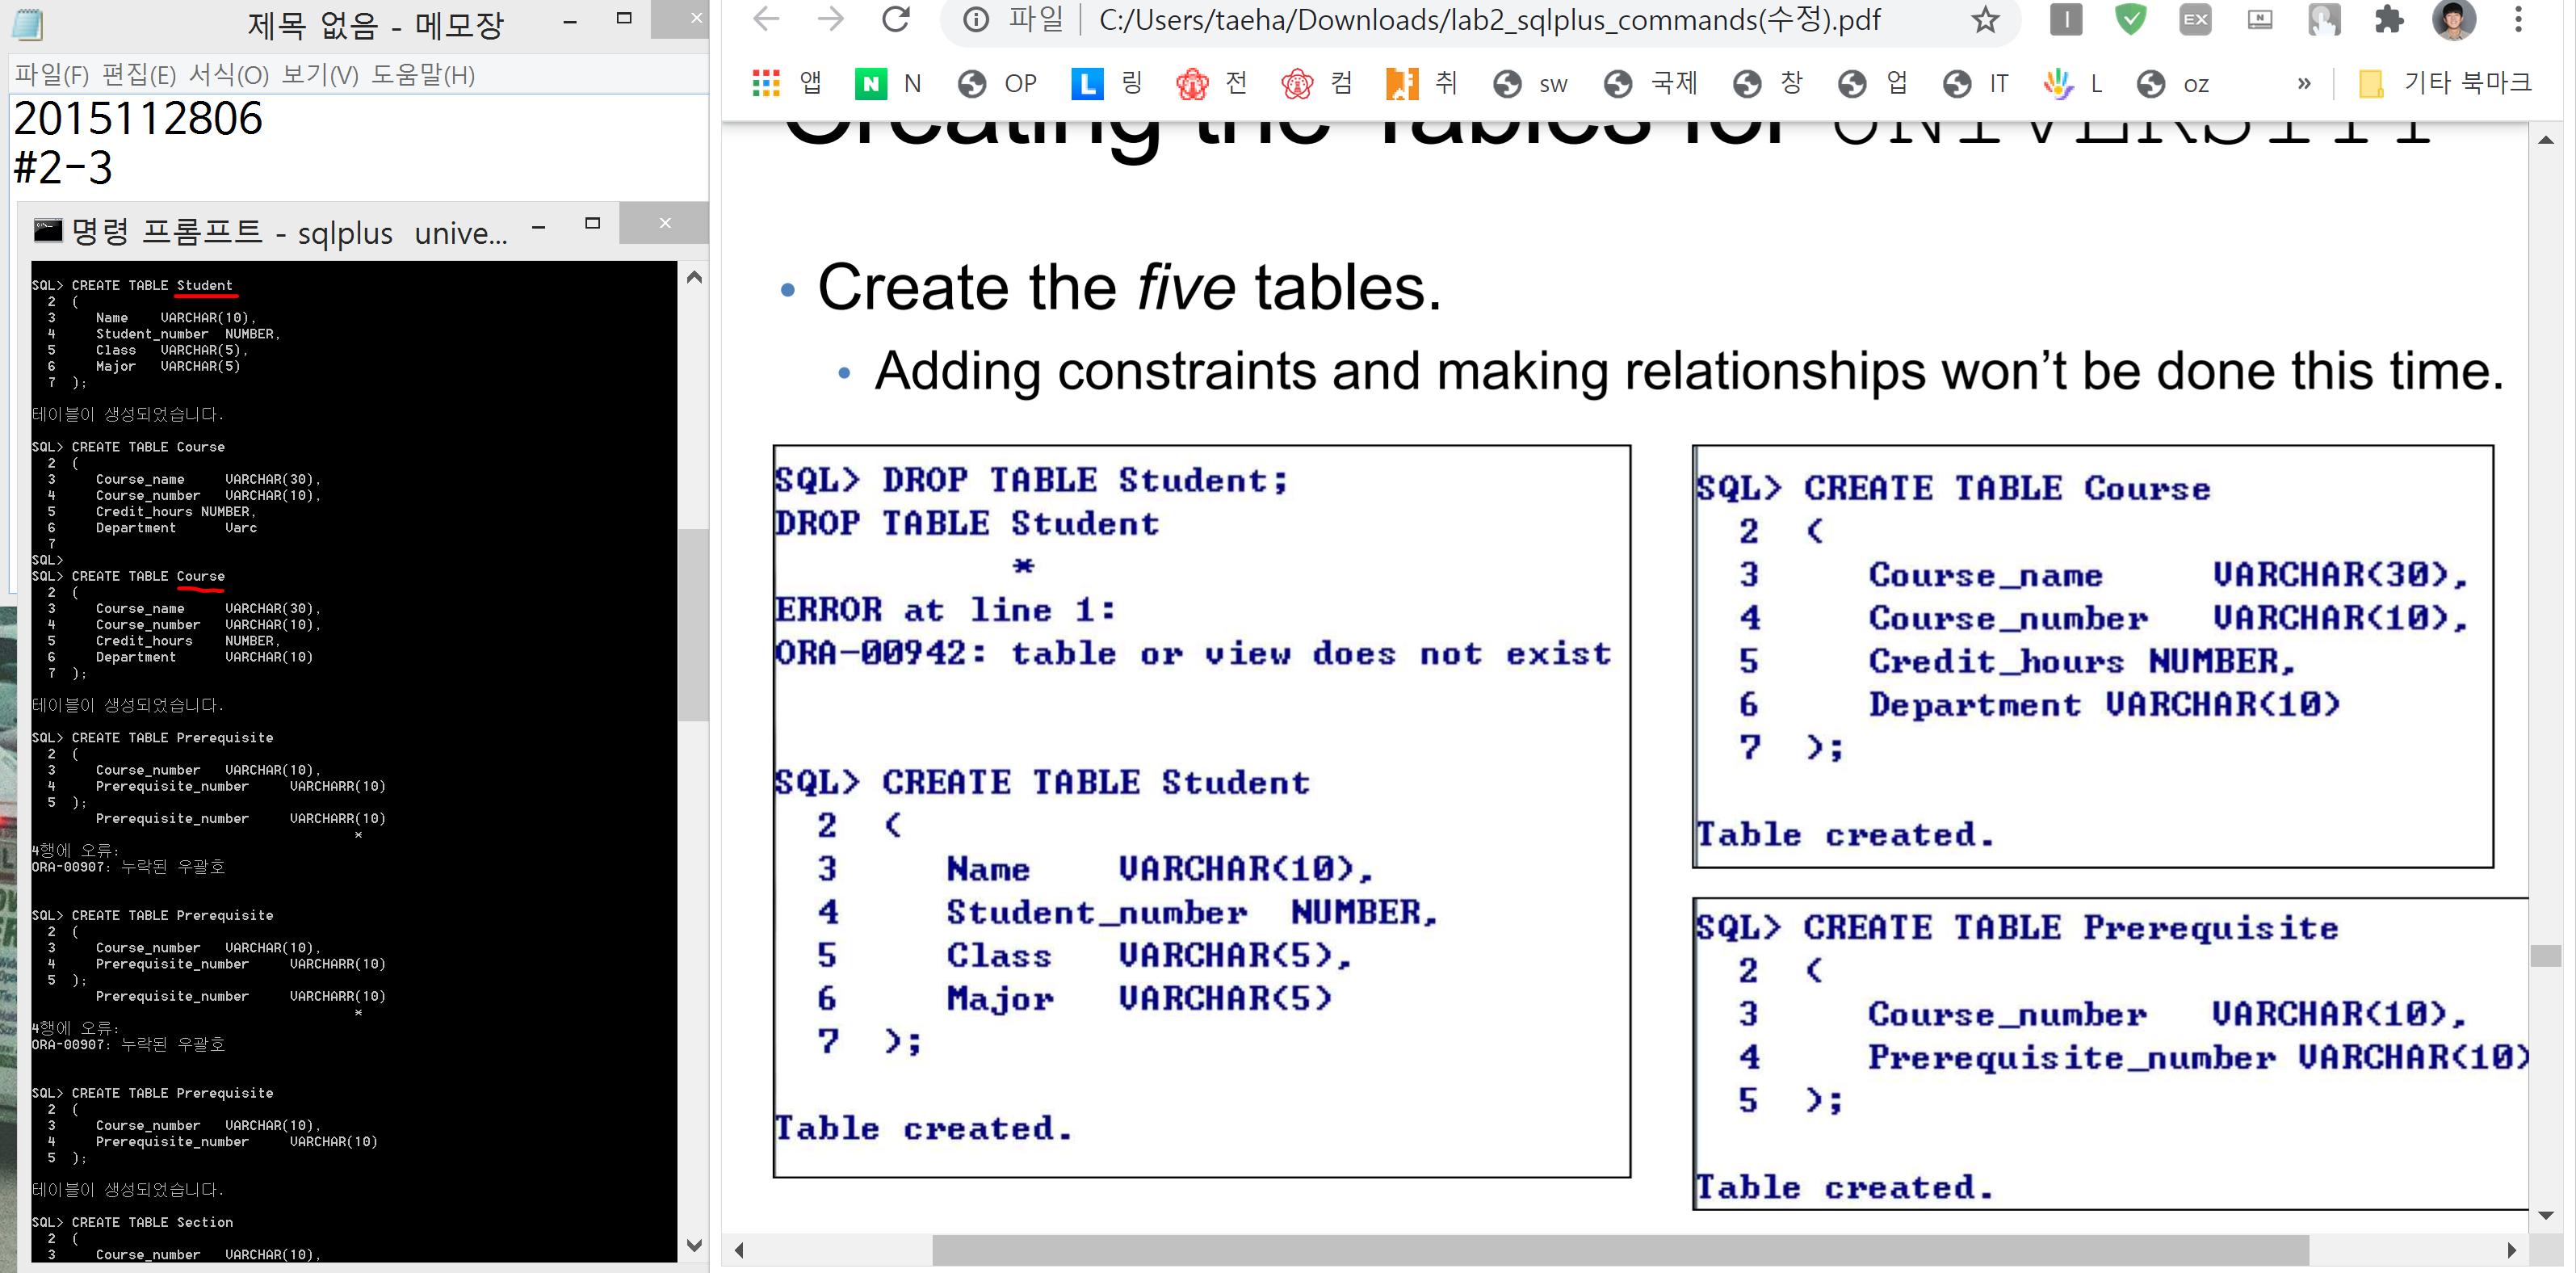 제목 없음 - 메모장
파일(F) 편집(E) 서식(O) 보기(V) 도움말(H)
2015112806
#2-3
명령 프롬프트 - sqlplus unive...
SQL> CREATE TABLE Student
2 (
3 Name VARCHAR(10),
4 Student_number NUMBER,
5 Class VARCHAR(5),
6 Major VARCHAR(5)
7 );
테이블이 생성되었습니다.
SQL> CREATE TABLE Course
2 (
3 Course_name VARCHAR(30),
4 Course_number VARCHAR(10),
5 Credit_hours NUMBER,
6 Department Varc
7
SQL>
SQL> CREATE TABLE Course
2 (
3 Course_name VARCHAR(30),
4 Course_number VARCHAR(10),
5 Credit_hours NUMBER,
6 Department VARCHAR(10)
7 );
테이블이 생성되었습니다.
SQL> CREATE TABLE Prerequisite
2 (
3 Course_number VARCHAR(10),
4 Prerequisite_number VARCHARR(10)
5 );
Prerequisite_number VARCHARR(10)
*
4행에 오류:
ORA-00907: 누락된 우괄호
SQL> CREATE TABLE Prerequisite
2 (
3 Course_number VARCHAR(10),
4 Prerequisite_number VARCHARR(10)
5 );
Prerequisite_number VARCHARR(10)
*
4행에 오류:
ORA-00907: 누락된 우괄호
SQL> CREATE TABLE Prerequisite
2 (
3 Course_number VARCHAR(10),
4 Prerequisite_number VARCHAR(10)
5 );
테이블이 생성되었습니다.
SQL> CREATE TABLE Section
2 (
3 Course_number VARCHAR(10),
파일 C:/Users/taeha/Downloads/lab2_sqlplus_commands(수정).pdf
앱 N N OP L 링 전 컴 취 sw 국제 창 업 IT L oz » 기타 북마크
Creating the Tables for UNIVERSITY
• Create the five tables.
• Adding constraints and making relationships won’t be done this time.
SQL> DROP TABLE Student;
DROP TABLE Student
*
ERROR at line 1:
ORA-00942: table or view does not exist
SQL> CREATE TABLE Student
2 (
3 Name VARCHAR(10),
4 Student_number NUMBER,
5 Class VARCHAR(5),
6 Major VARCHAR(5)
7 );
Table created.
SQL> CREATE TABLE Course
2 (
3 Course_name VARCHAR(30),
4 Course_number VARCHAR(10),
5 Credit_hours NUMBER,
6 Department VARCHAR(10)
7 );
Table created.
SQL> CREATE TABLE Prerequisite
2 (
3 Course_number VARCHAR(10),
4 Prerequisite_number VARCHAR(10)
5 );
Table created.